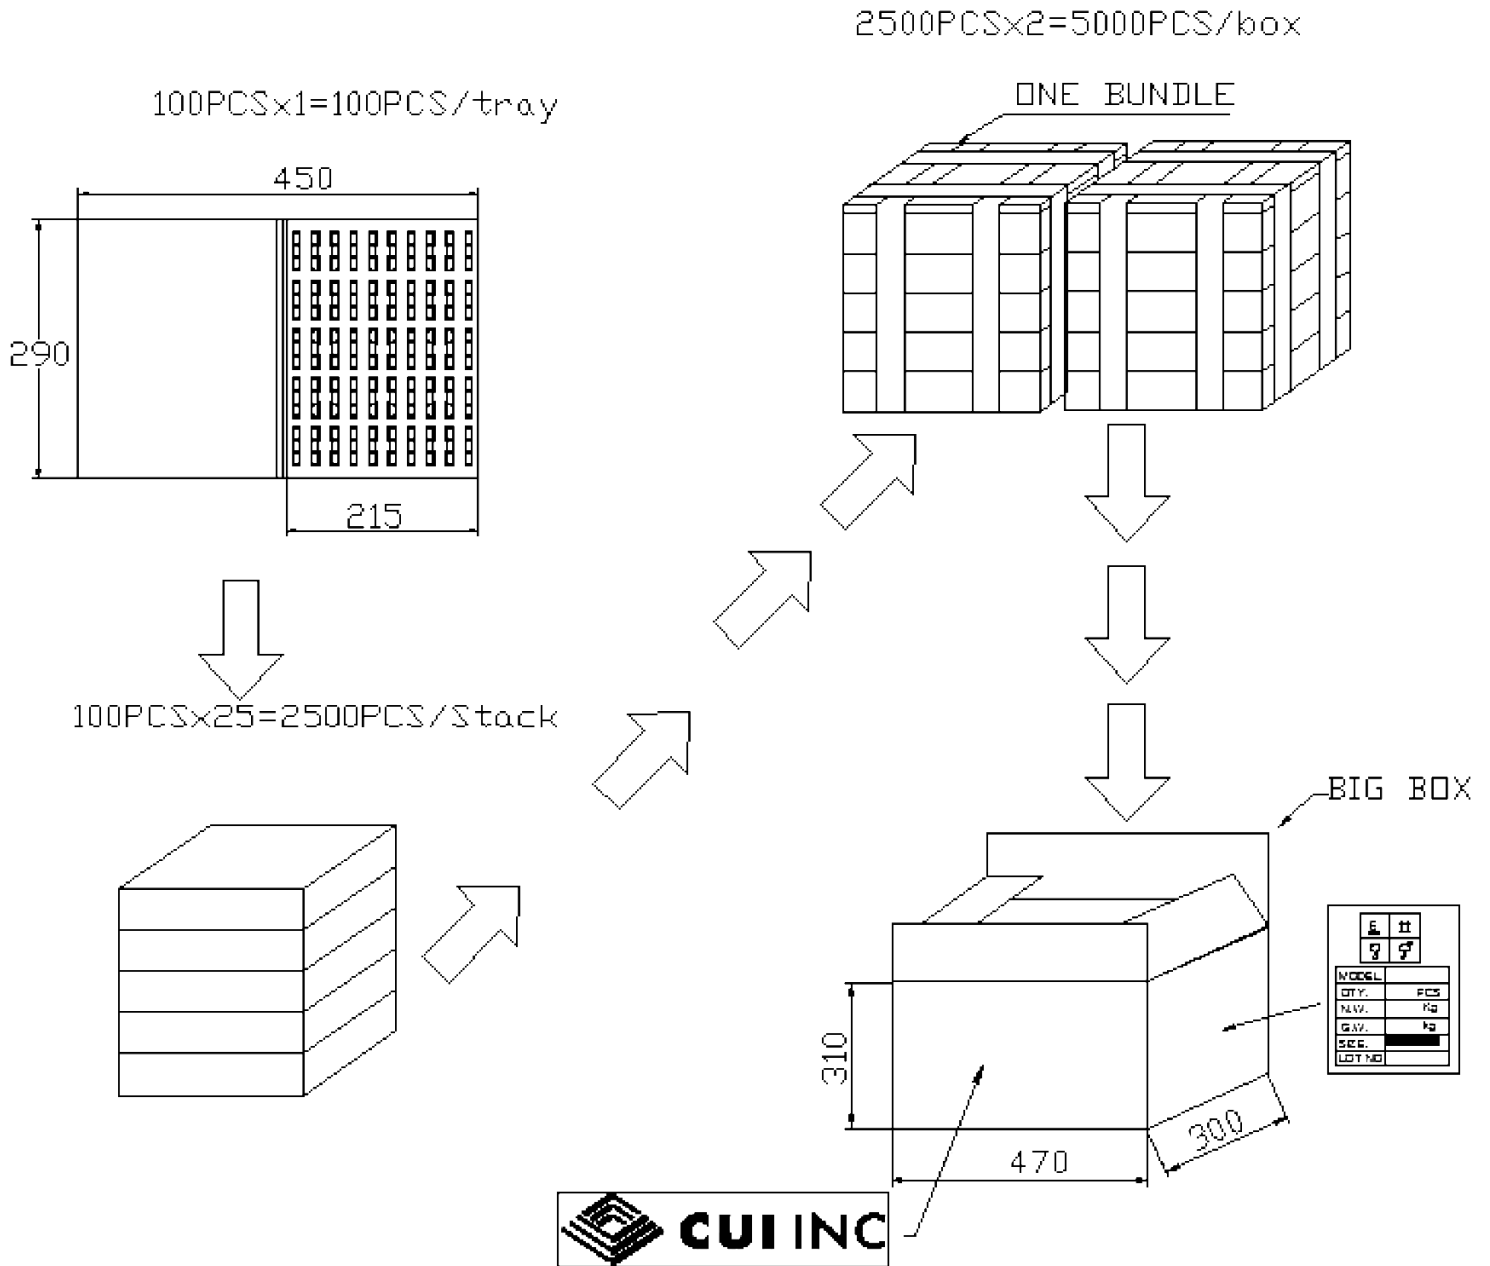 2500PCSx2=5000PCS/box
ONE BUNDLE
100PCSx1=100PCS/tray
450
290
215
100PCSx25=2500PCS/Stack
BIG BOX
MODEL
QTY. PCS
N.W. Kg
G.W. kg
SIZE.
LOT NO
310
300
470
CUI INC